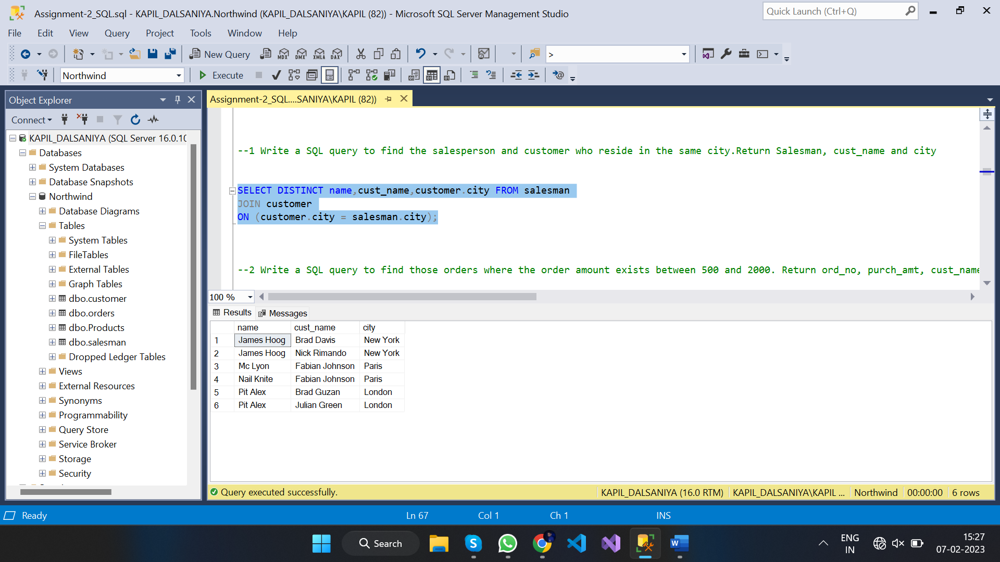 Assignment-2_SQL.sql - KAPIL_DALSANIYA.Northwind (KAPIL_DALSANIYA\KAPIL (82)) - Microsoft SQL Server Management Studio
Quick Launch (Ctrl+Q)
File Edit View Query Project Tools Window Help
New Query MDX DMX XMLA DAX >
Northwind Execute
Object Explorer
Assignment-2_SQL....SANIYA\KAPIL (82))
Connect
KAPIL_DALSANIYA (SQL Server 16.0.10
Databases
System Databases
Database Snapshots
Northwind
Database Diagrams
Tables
System Tables
FileTables
External Tables
Graph Tables
dbo.customer
dbo.orders
dbo.Products
dbo.salesman
Dropped Ledger Tables
Views
External Resources
Synonyms
Programmability
Query Store
Service Broker
Storage
Security
--1 Write a SQL query to find the salesperson and customer who reside in the same city.Return Salesman, cust_name and city
SELECT DISTINCT name,cust_name,customer.city FROM salesman
JOIN customer
ON (customer.city = salesman.city);
--2 Write a SQL query to find those orders where the order amount exists between 500 and 2000. Return ord_no, purch_amt, cust_name
100 %
Results Messages
name cust_name city
1 James Hoog Brad Davis New York
2 James Hoog Nick Rimando New York
3 Mc Lyon Fabian Johnson Paris
4 Nail Knite Fabian Johnson Paris
5 Pit Alex Brad Guzan London
6 Pit Alex Julian Green London
Query executed successfully.
KAPIL_DALSANIYA (16.0 RTM) KAPIL_DALSANIYA\KAPIL ... Northwind 00:00:00 6 rows
Ready Ln 67 Col 1 Ch 1 INS
Search
ENG
IN
15:27
07-02-2023